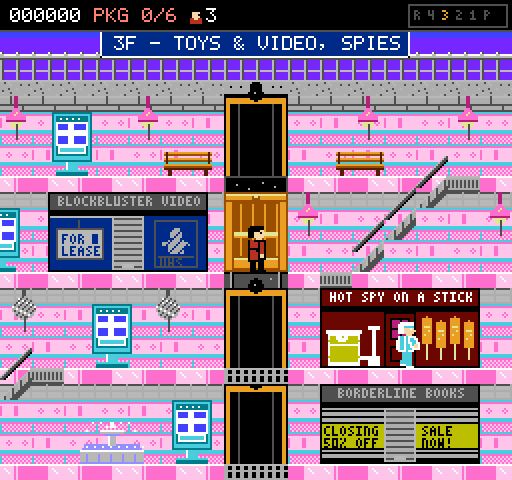 000000 PKG 0/6 3
R 4 3 2 1 P
3F - TOYS & VIDEO, SPIES
BLOCKBLUSTER VIDEO
FOR
LEASE
HOT SPY ON A STICK
BORDERLINE BOOKS
CLOSING SALE
50% OFF NOW!